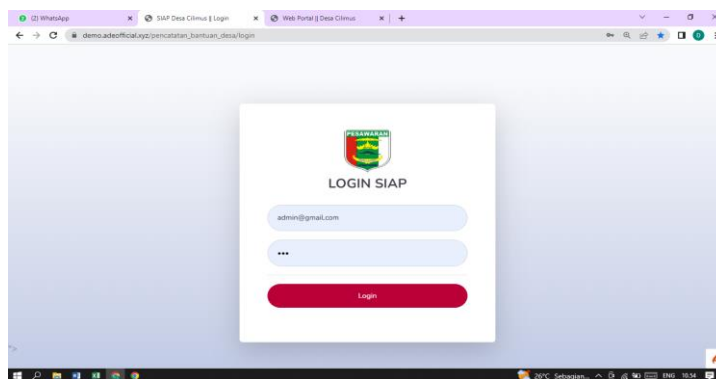 (2) WhatsApp
SIAP Desa Cilimus || Login
Web Portal || Desa Cilimus
demo.adeofficial.xyz/pencatatan_bantuan_desa/login
PESAWARAN
LOGIN SIAP
admin@gmail.com
•••
Login
26°C Sebagian... ENG 10.34